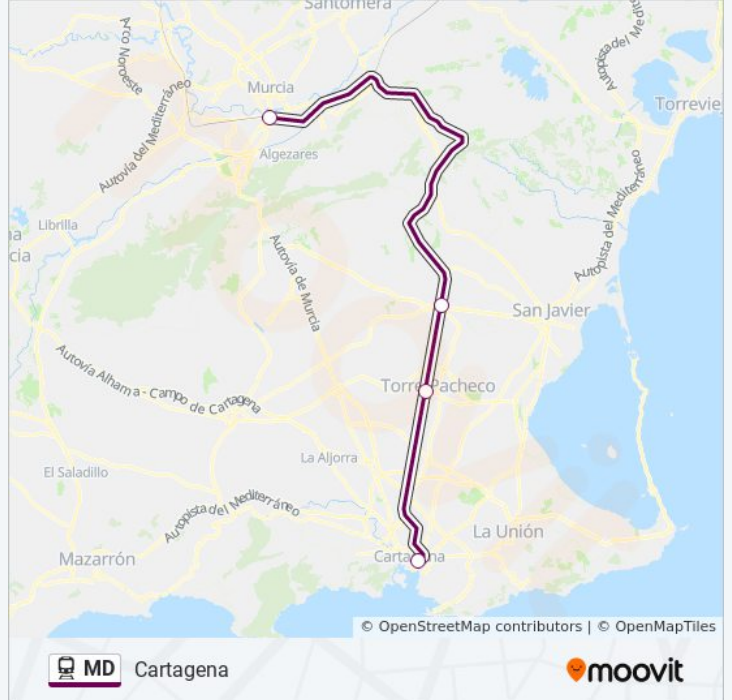 Santomera
Arco Noroeste
Autopista del Med
Murcia
Autovía del Mediterráneo
Torrevie
Algezares
Librilla
ia
cia
Autopista del Mediterráneo
Autovía de Murcia
San Javier
Autovía Alhama - Campo de Cartagena
Torre Pacheco
La Aljorra
El Saladillo
Autopista del Mediterráneo
La Unión
Mazarrón
Cartagena
© OpenStreetMap contributors | © OpenMapTiles
MD Cartagena
moovit